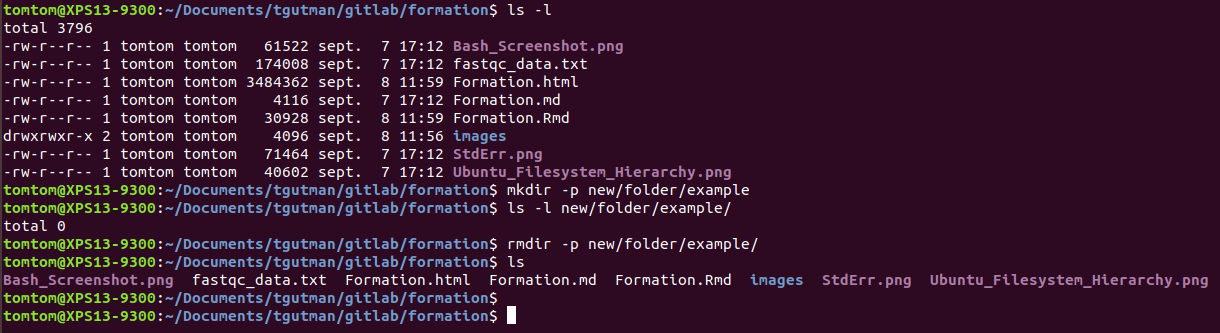 tomtom@XPS13-9300:~/Documents/tgutman/gitlab/formation$ ls -l
total 3796
-rw-r--r-- 1 tomtom tomtom   61522 sept.  7 17:12 Bash_Screenshot.png
-rw-r--r-- 1 tomtom tomtom  174008 sept.  7 17:12 fastqc_data.txt
-rw-r--r-- 1 tomtom tomtom 3484362 sept.  8 11:59 Formation.html
-rw-r--r-- 1 tomtom tomtom    4116 sept.  7 17:12 Formation.md
-rw-r--r-- 1 tomtom tomtom   30928 sept.  8 11:59 Formation.Rmd
drwxrwxr-x 2 tomtom tomtom    4096 sept.  8 11:56 images
-rw-r--r-- 1 tomtom tomtom   71464 sept.  7 17:12 StdErr.png
-rw-r--r-- 1 tomtom tomtom   40602 sept.  7 17:12 Ubuntu_Filesystem_Hierarchy.png
tomtom@XPS13-9300:~/Documents/tgutman/gitlab/formation$ mkdir -p new/folder/example
tomtom@XPS13-9300:~/Documents/tgutman/gitlab/formation$ ls -l new/folder/example/
total 0
tomtom@XPS13-9300:~/Documents/tgutman/gitlab/formation$ rmdir -p new/folder/example/
tomtom@XPS13-9300:~/Documents/tgutman/gitlab/formation$ ls
Bash_Screenshot.png  fastqc_data.txt  Formation.html  Formation.md  Formation.Rmd  images  StdErr.png  Ubuntu_Filesystem_Hierarchy.png
tomtom@XPS13-9300:~/Documents/tgutman/gitlab/formation$
tomtom@XPS13-9300:~/Documents/tgutman/gitlab/formation$